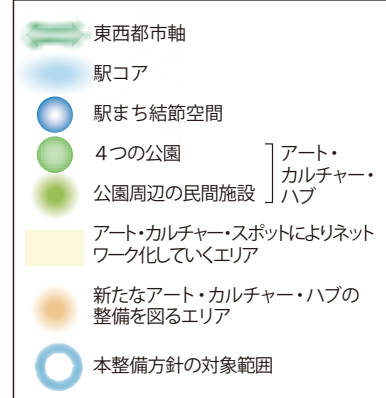 東西都市軸
駅コア
駅まち結節空間
4つの公園
公園周辺の民間施設
アート・
カルチャー・
ハブ
アート・カルチャー・スポットによりネット
ワーク化していくエリア
新たなアート・カルチャー・ハブの
整備を図るエリア
本整備方針の対象範囲